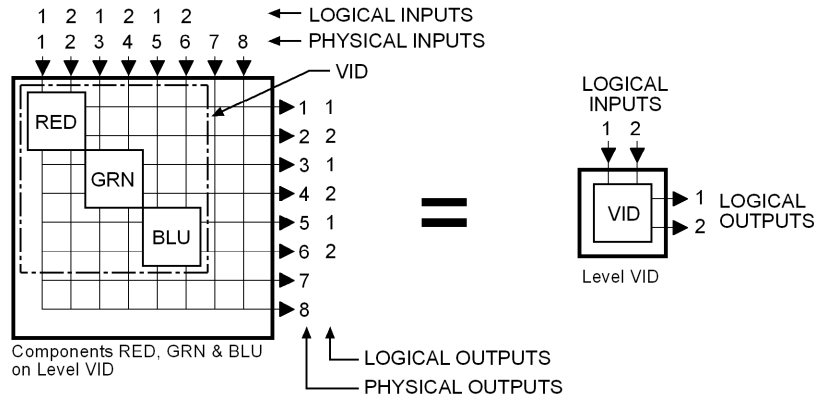 1 2 1 2 1 2 LOGICAL INPUTS
1 2 3 4 5 6 7 8 PHYSICAL INPUTS
VID
RED
GRN
BLU
1 1
2 2
3 1
4 2
5 1
6 2
7
8
LOGICAL OUTPUTS
PHYSICAL OUTPUTS
Components RED, GRN & BLU
on Level VID
=
LOGICAL
INPUTS
1 2
VID
1
2
LOGICAL
OUTPUTS
Level VID